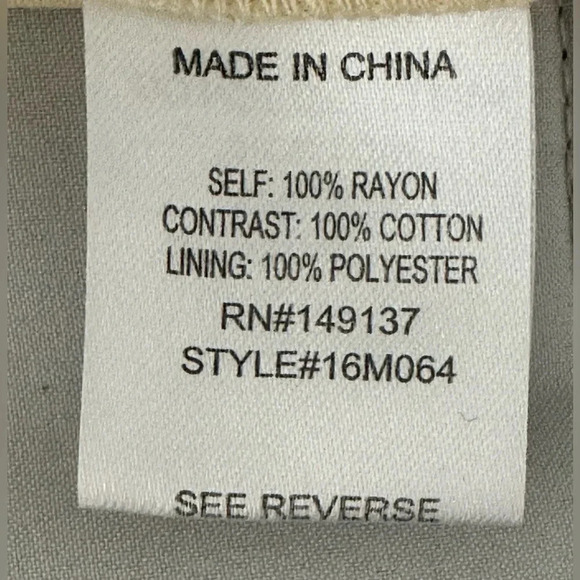 MADE IN CHINA
SELF: 100% RAYON
CONTRAST: 100% COTTON
LINING: 100% POLYESTER
RN#149137
STYLE#16M064
SEE REVERSE